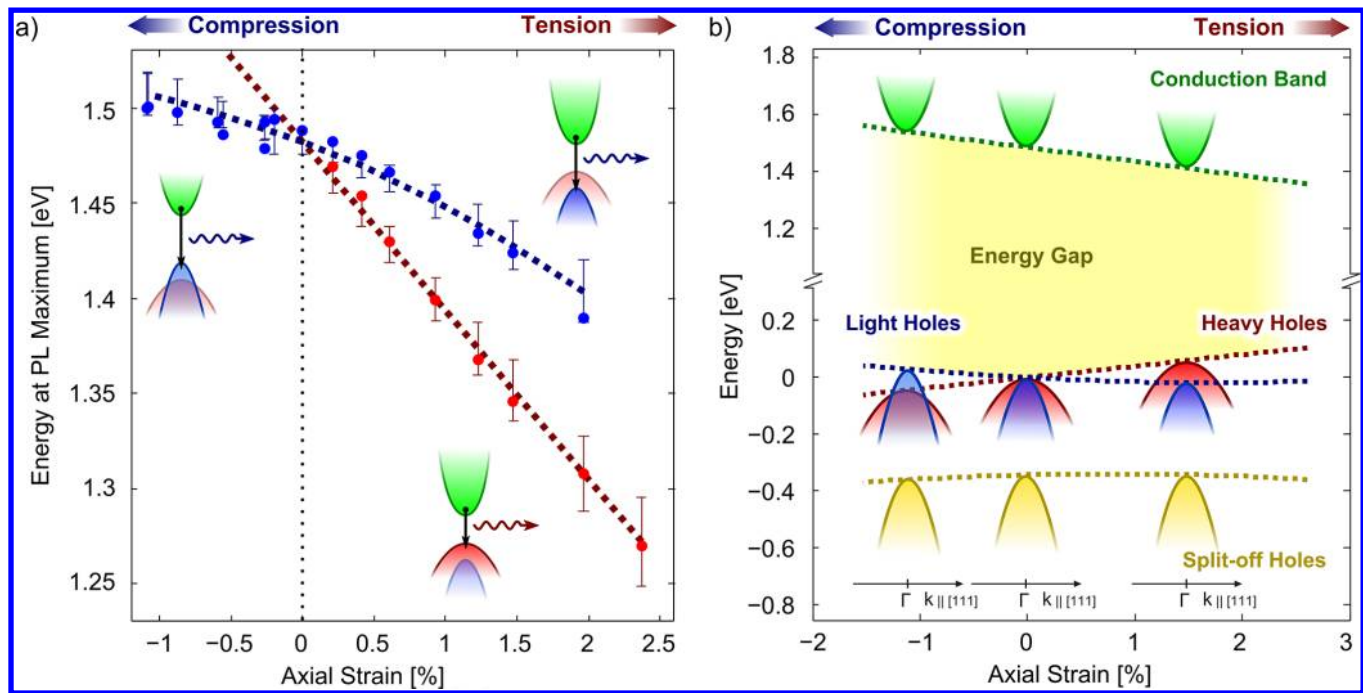 a)
Compression
Tension
Energy at PL Maximum [eV]
1.5
1.45
1.4
1.35
1.3
1.25
−1
−0.5
0
0.5
1
1.5
2
2.5
Axial Strain [%]
b)
Compression
Tension
Energy [eV]
1.8
1.6
1.4
1.2
0.2
0
−0.2
−0.4
−0.6
−0.8
Conduction Band
Energy Gap
Light Holes
Heavy Holes
Split-off Holes
Γ k || [111]
Γ k || [111]
Γ k || [111]
−2
−1
0
1
2
3
Axial Strain [%]